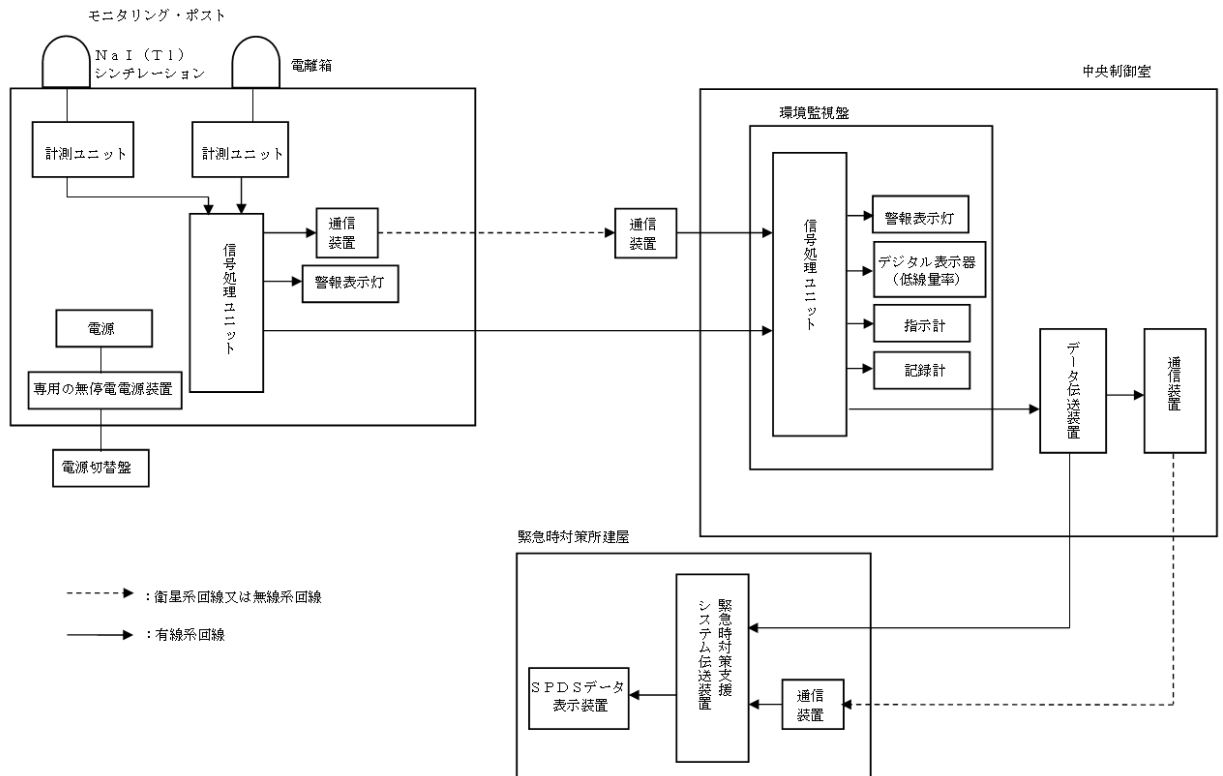 モニタリング・ポスト
NaI(Tl)
シンチレーション
電離箱
計測ユニット
計測ユニット
信号処理ユニット
通信
装置
警報表示灯
電源
専用の無停電電源装置
電源切替盤
通信
装置
中央制御室
環境監視盤
信号処理ユニット
警報表示灯
デジタル表示器
(低線量率)
指示計
記録計
データ伝送装置
通信装置
緊急時対策所建屋
緊急時対策支援
システム伝送装置
SPDSデータ
表示装置
通信
装置
:衛星系回線又は無線系回線
:有線系回線